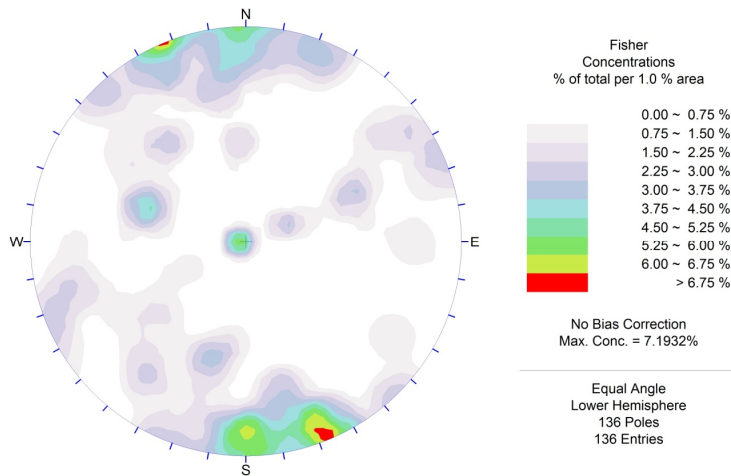 N
W
E
S
Fisher
Concentrations
% of total per 1.0 % area
0.00 ~ 0.75 %
0.75 ~ 1.50 %
1.50 ~ 2.25 %
2.25 ~ 3.00 %
3.00 ~ 3.75 %
3.75 ~ 4.50 %
4.50 ~ 5.25 %
5.25 ~ 6.00 %
6.00 ~ 6.75 %
> 6.75 %
No Bias Correction
Max. Conc. = 7.1932%
Equal Angle
Lower Hemisphere
136 Poles
136 Entries